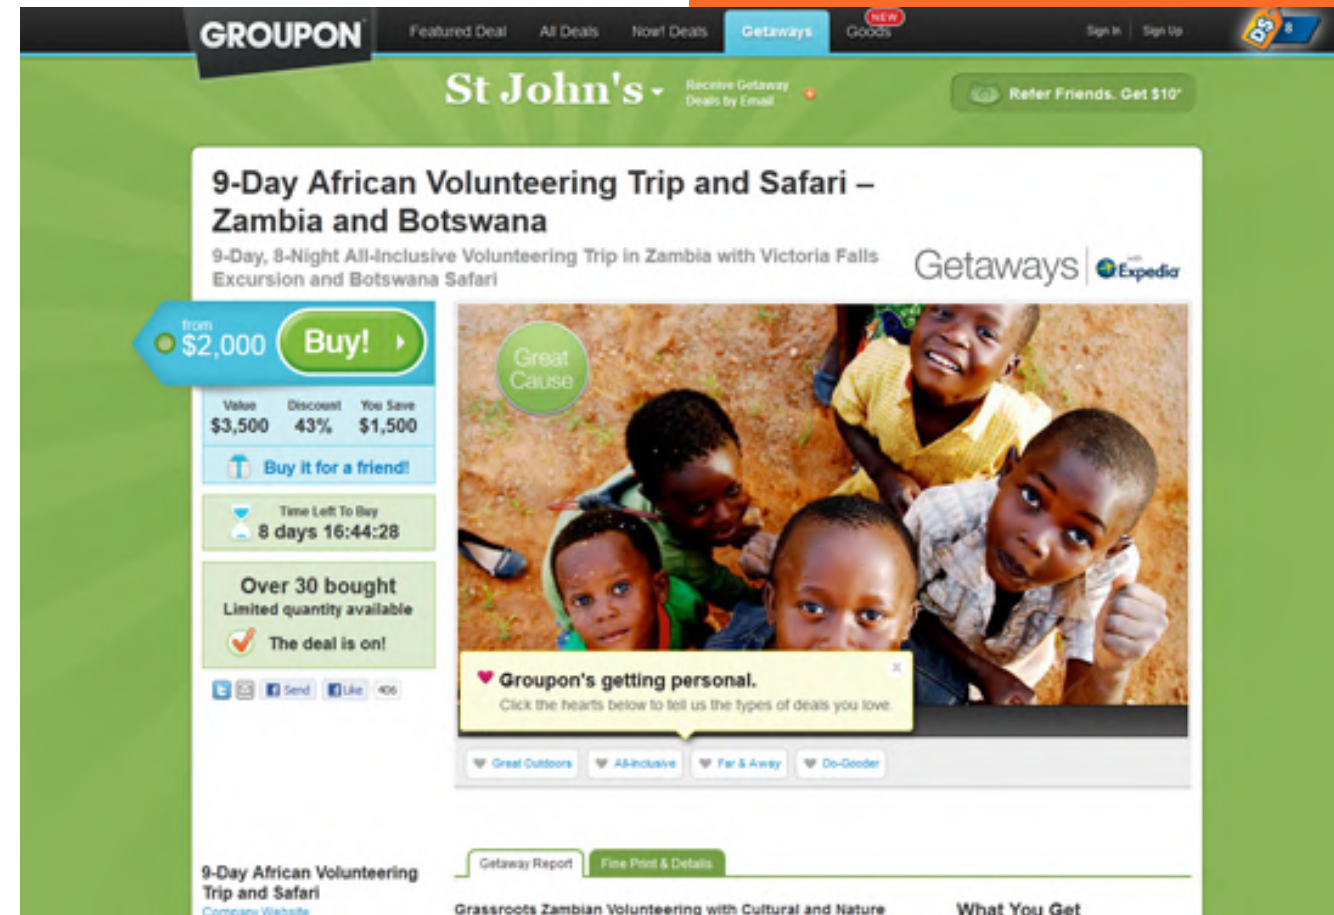 GROUPON
Featured Deal
All Deals
Now! Deals
Getaways
NEW
Goods
Sign In
Sign Up
DS
8
St John's
Receive Getaway
Deals by Email
Refer Friends. Get $10*
9-Day African Volunteering Trip and Safari –
Zambia and Botswana
9-Day, 8-Night All-Inclusive Volunteering Trip in Zambia with Victoria Falls
Excursion and Botswana Safari
Getaways with Expedia
from
$2,000
Buy!
Value Discount You Save
$3,500 43% $1,500
Buy it for a friend!
Time Left To Buy
8 days 16:44:28
Over 30 bought
Limited quantity available
The deal is on!
Send
Like
406
Great
Cause
Groupon's getting personal.
Click the hearts below to tell us the types of deals you love.
Great Outdoors
All-Inclusive
Far & Away
Do-Gooder
9-Day African Volunteering
Trip and Safari
Company Website
Getaway Report
Fine Print & Details
Grassroots Zambian Volunteering with Cultural and Nature
What You Get